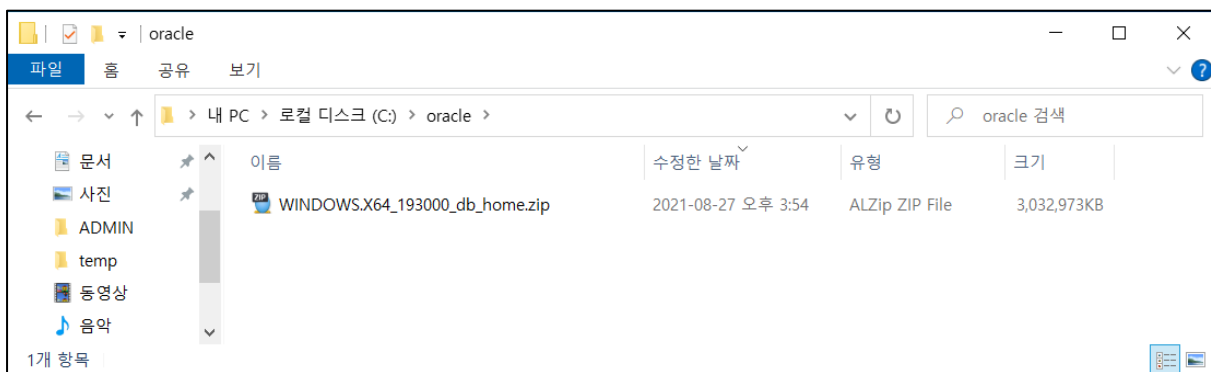 oracle
파일 홈 공유 보기
내 PC > 로컬 디스크 (C:) > oracle > oracle 검색
문서 이름 수정한 날짜 유형 크기
사진 WINDOWS.X64_193000_db_home.zip 2021-08-27 오후 3:54 ALZip ZIP File 3,032,973KB
ADMIN
temp
동영상
음악
1개 항목